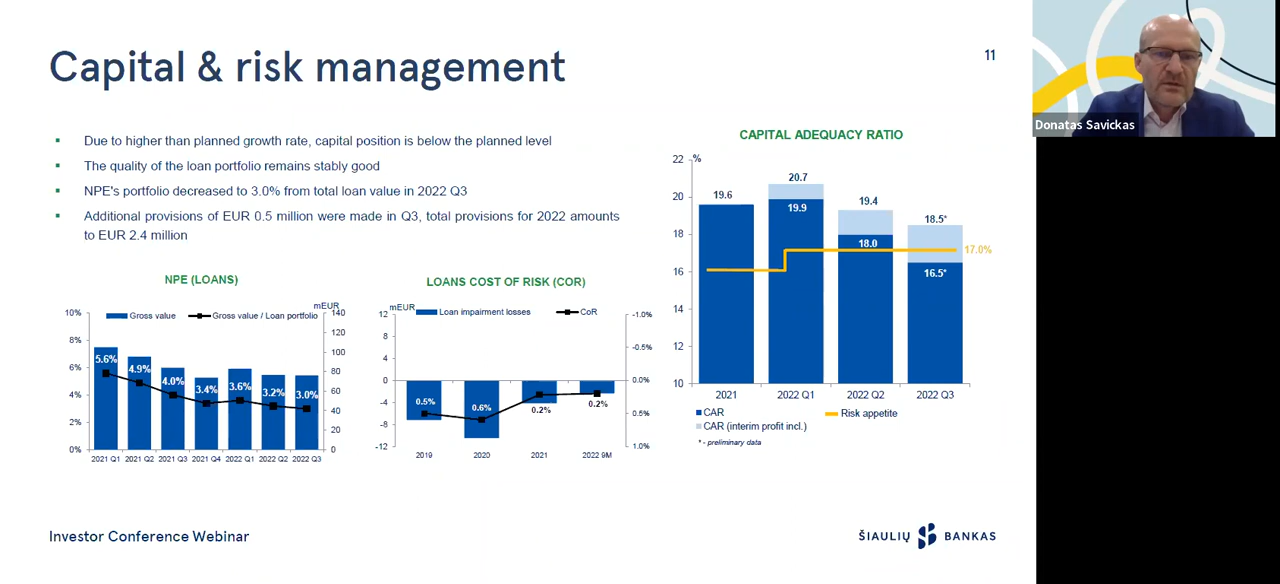 Capital & risk management
11
Donatas Savickas
▪ Due to higher than planned growth rate, capital position is below the planned level
▪ The quality of the loan portfolio remains stably good
▪ NPE's portfolio decreased to 3.0% from total loan value in 2022 Q3
▪ Additional provisions of EUR 0.5 million were made in Q3, total provisions for 2022 amounts
to EUR 2.4 million
NPE (LOANS)
mEUR
Gross value
Gross value / Loan portfolio
10%
8%
6%
4%
2%
0%
140
120
100
80
60
40
20
0
5.6%
4.9%
4.0%
3.4%
3.6%
3.2%
3.0%
2021 Q1 2021 Q2 2021 Q3 2021 Q4 2022 Q1 2022 Q2 2022 Q3
LOANS COST OF RISK (COR)
mEUR
Loan impairment losses
CoR
12
8
4
0
-4
-8
-12
-1.0%
-0.5%
0.0%
0.5%
1.0%
0.5%
0.6%
0.2%
0.2%
2019 2020 2021 2022 9M
CAPITAL ADEQUACY RATIO
%
22
20
18
16
14
12
10
19.6
20.7
19.9
19.4
18.0
18.5*
16.5*
17.0%
2021 2022 Q1 2022 Q2 2022 Q3
CAR
Risk appetite
CAR (interim profit incl.)
* - preliminary data
Investor Conference Webinar
ŠIAULIŲ BANKAS